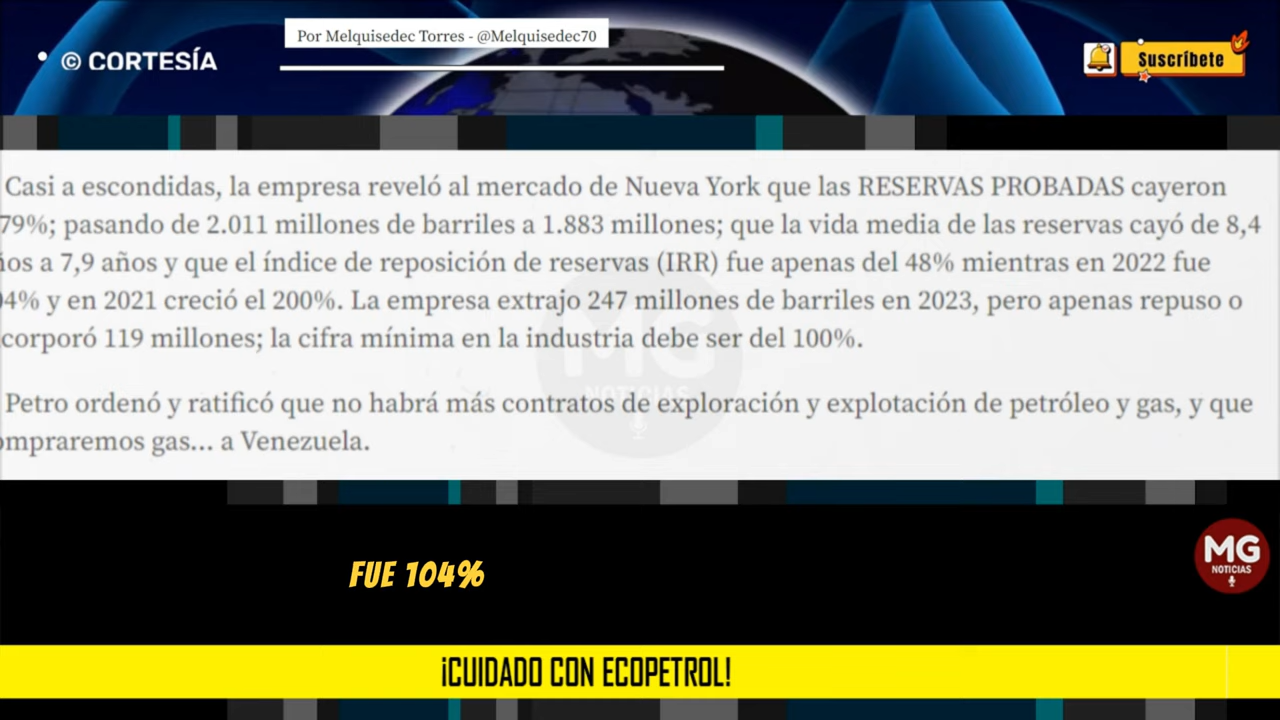 Por Melquisedec Torres - @Melquisedec70
© CORTESÍA
Suscríbete
Casi a escondidas, la empresa reveló al mercado de Nueva York que las RESERVAS PROBADAS cayeron
79%; pasando de 2.011 millones de barriles a 1.883 millones; que la vida media de las reservas cayó de 8,4
ños a 7,9 años y que el índice de reposición de reservas (IRR) fue apenas del 48% mientras en 2022 fue
04% y en 2021 creció el 200%. La empresa extrajo 247 millones de barriles en 2023, pero apenas repuso o
corporó 119 millones; la cifra mínima en la industria debe ser del 100%.
Petro ordenó y ratificó que no habrá más contratos de exploración y explotación de petróleo y gas, y que
ompraremos gas... a Venezuela.
MG
NOTICIAS
FUE 104%
MG
NOTICIAS
¡CUIDADO CON ECOPETROL!